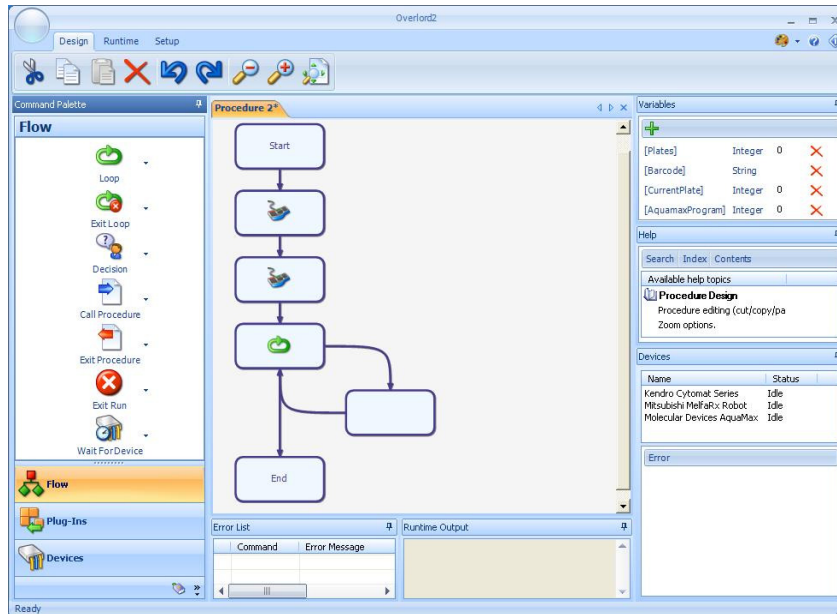 Overlord2
Design Runtime Setup
Command Palette
Flow
Loop
Exit Loop
Decision
Call Procedure
Exit Procedure
Exit Run
Wait For Device
Flow
Plug-Ins
Devices
Ready
Procedure 2*
Start
End
Error List
Command Error Message
Runtime Output
Variables
[Plates] Integer 0
[Barcode] String
[CurrentPlate] Integer 0
[AquamaxProgram] Integer 0
Help
Search Index Contents
Available help topics
Procedure Design
Procedure editing (cut/copy/pa
Zoom options.
Devices
Name Status
Kendro Cytomat Series Idle
Mitsubishi MelfaRx Robot Idle
Molecular Devices AquaMax Idle
Error